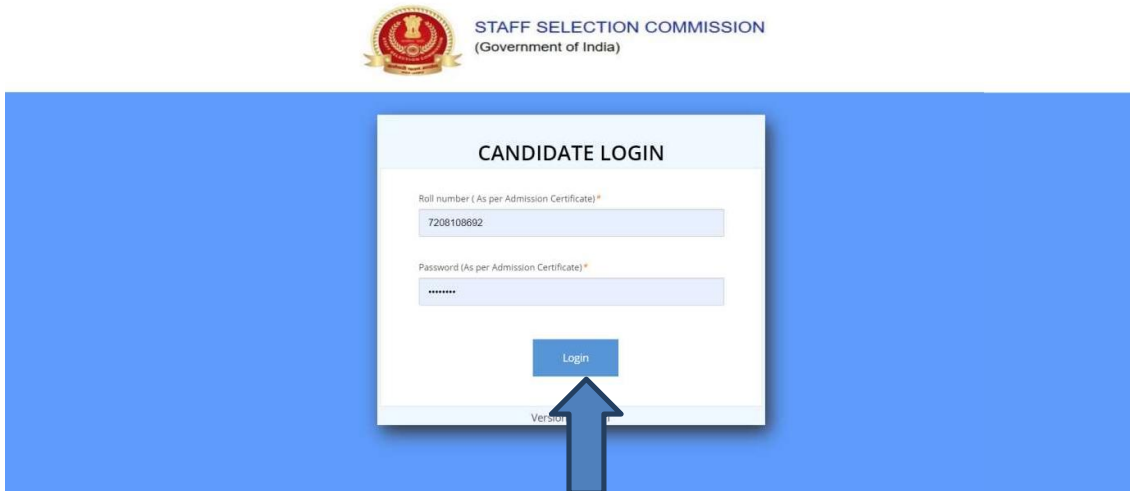 STAFF SELECTION COMMISSION
(Government of India)
CANDIDATE LOGIN
Roll number ( As per Admission Certificate)*
7208108692
Password (As per Admission Certificate)*
••••••••
Login